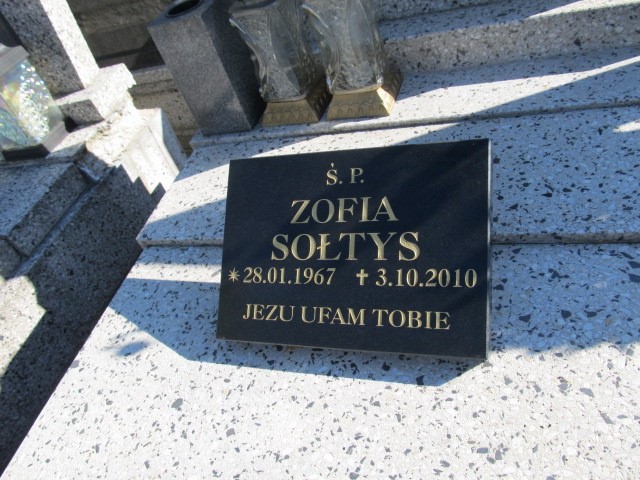 Ś. P.
ZOFIA
SOŁTYS
✴ 28.01.1967 ✝ 3.10.2010
JEZU UFAM TOBIE